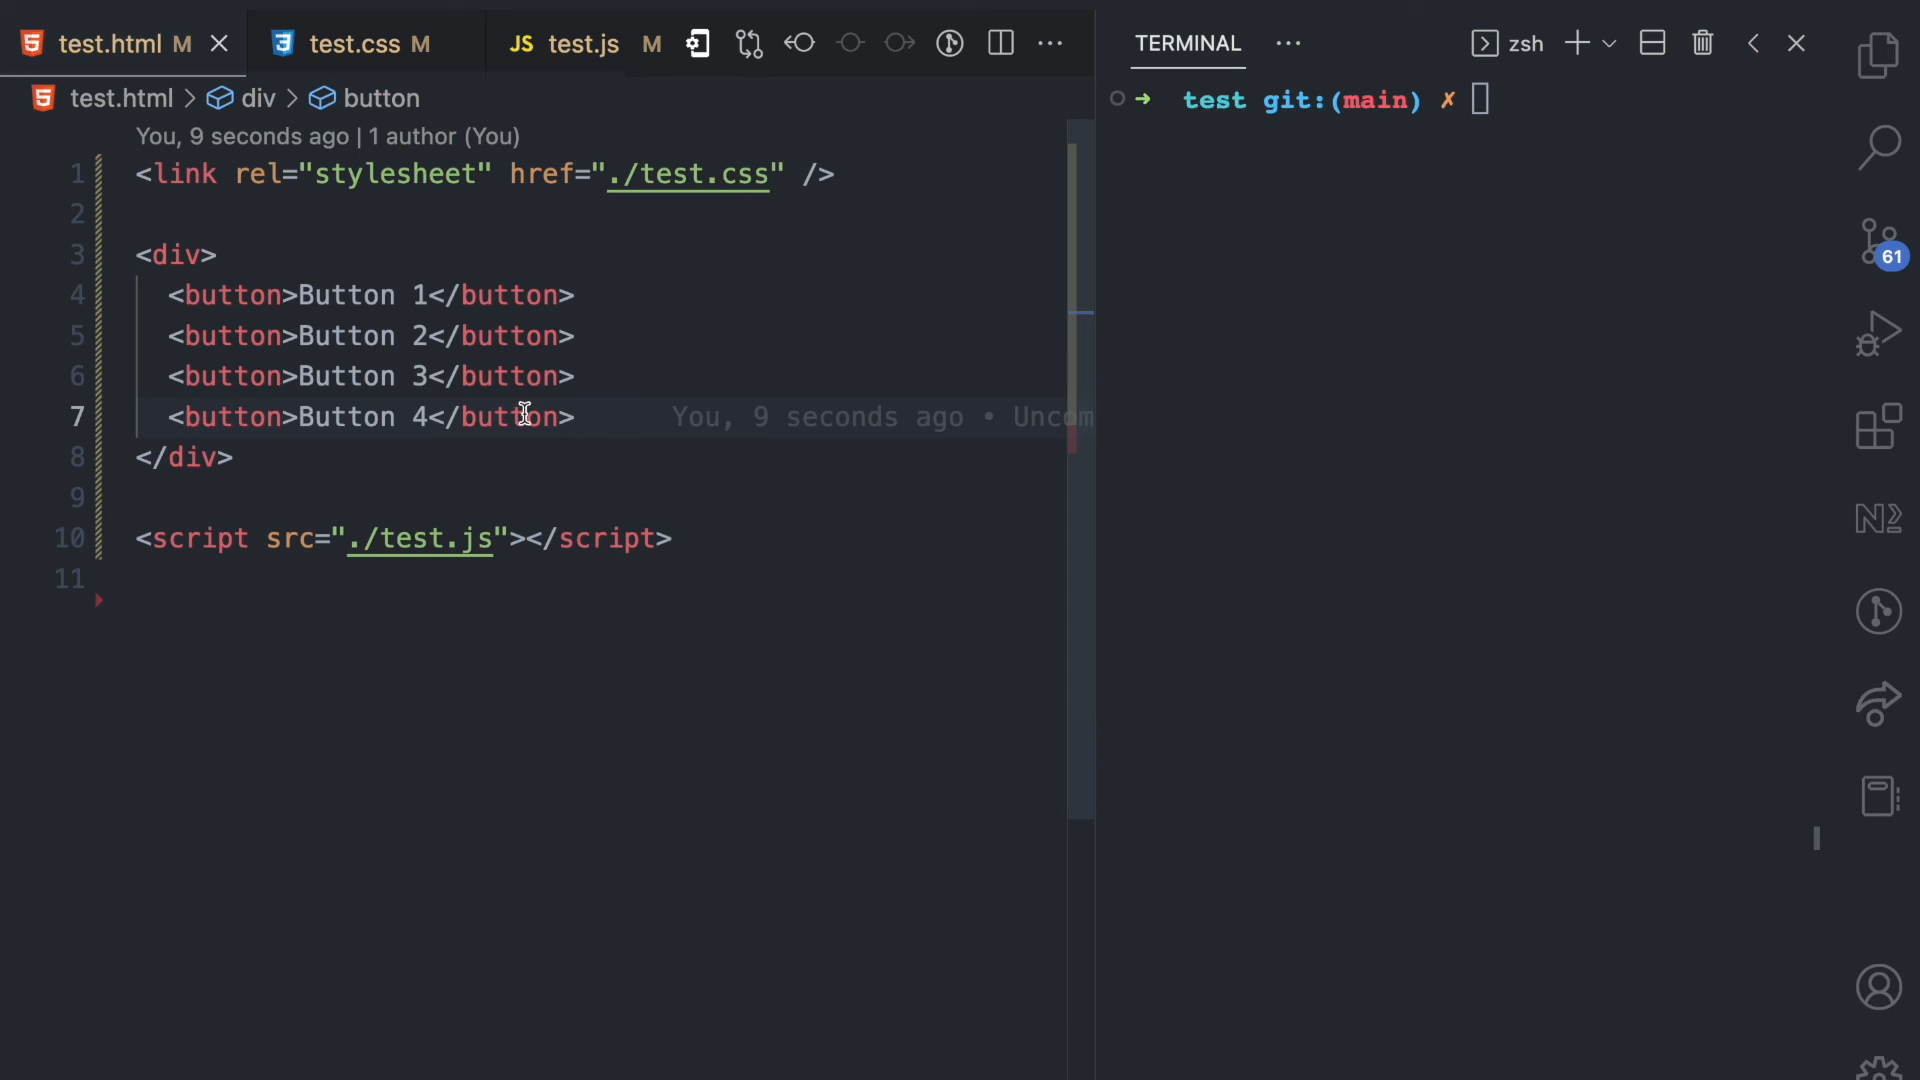 test.html M
test.css M
JS test.js M
TERMINAL
zsh
test.html > div > button
test git:(main) ✗
You, 9 seconds ago | 1 author (You)
1 <link rel="stylesheet" href="./test.css" />
2
3 <div>
4 <button>Button 1</button>
5 <button>Button 2</button>
6 <button>Button 3</button>
7 <button>Button 4</button> You, 9 seconds ago • Uncom
8 </div>
9
10 <script src="./test.js"></script>
11
61